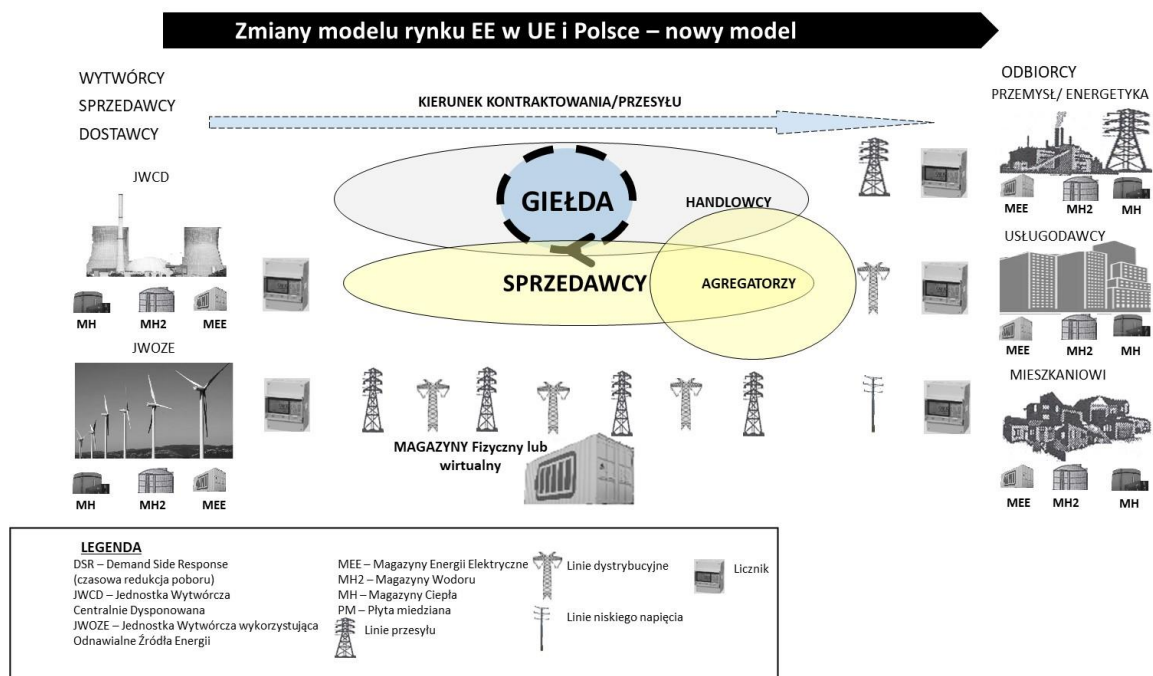 Zmiany modelu rynku EE w UE i Polsce – nowy model
WYTWÓRCY
SPRZEDAWCY
DOSTAWCY
KIERUNEK KONTRAKTOWANIA/PRZESYŁU
ODBIORCY
PRZEMYSŁ/ ENERGETYKA
JWCD
GIEŁDA
HANDLOWCY
MEE
MH2
MH
USŁUGODAWCY
SPRZEDAWCY
AGREGATORZY
MH
MH2
MEE
MEE
MH2
MH
JWOZE
MIESZKANIOWI
MAGAZYNY Fizyczny lub
wirtualny
MH
MH2
MEE
MEE
MH2
MH
LEGENDA
DSR – Demand Side Response
(czasowa redukcja poboru)
JWCD – Jednostka Wytwórcza
Centralnie Dysponowana
JWOZE – Jednostka Wytwórcza wykorzystująca
Odnawialne Źródła Energii
MEE – Magazyny Energii Elektryczne
MH2 – Magazyny Wodoru
MH – Magazyny Ciepła
PM – Płyta miedziana
Linie przesyłu
Linie dystrybucyjne
Linie niskiego napięcia
Licznik